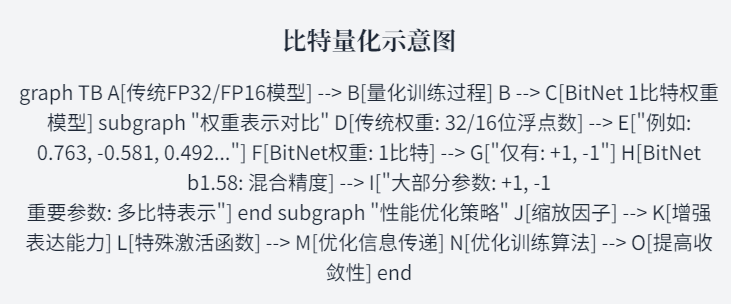 比特量化示意图
graph TB A[传统FP32/FP16模型] --> B[量化训练过程] B --> C[BitNet 1比特权重
模型] subgraph "权重表示对比" D[传统权重: 32/16位浮点数] --> E["例如:
0.763, -0.581, 0.492..."] F[BitNet权重: 1比特] --> G["仅有: +1, -1"] H[BitNet
b1.58: 混合精度] --> I["大部分参数: +1, -1
重要参数: 多比特表示"] end subgraph "性能优化策略" J[缩放因子] --> K[增强
表达能力] L[特殊激活函数] --> M[优化信息传递] N[优化训练算法] --> O[提高收
敛性] end